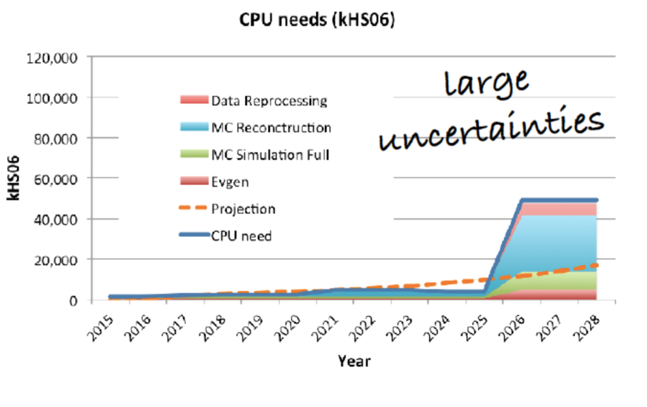 CPU needs (kHS06)
120,000
100,000
80,000
60,000
40,000
20,000
0
kHS06
large
uncertainties
Data Reprocessing
MC Reconctruction
MC Simulation Full
Evgen
Projection
CPU need
2015
2016
2017
2018
2019
2020
2021
2022
2023
2024
2025
2026
2027
2028
Year